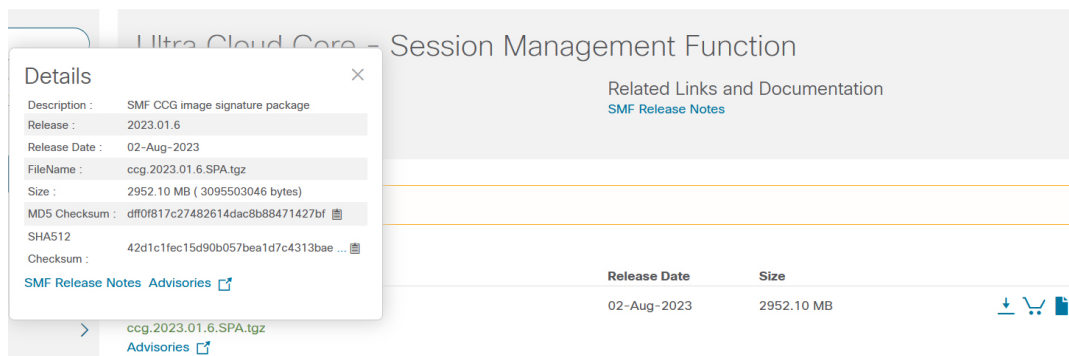 Ultra Cloud Core - Session Management Function
Details
Related Links and Documentation
SMF Release Notes
Description : SMF CCG image signature package
Release : 2023.01.6
Release Date : 02-Aug-2023
FileName : ccg.2023.01.6.SPA.tgz
Size : 2952.10 MB ( 3095503046 bytes)
MD5 Checksum : dff0f817c27482614dac8b88471427bf
SHA512
Checksum :
42d1c1fec15d90b057bea1d7c4313bae ...
SMF Release Notes Advisories
Release Date Size
02-Aug-2023 2952.10 MB
ccg.2023.01.6.SPA.tgz
Advisories